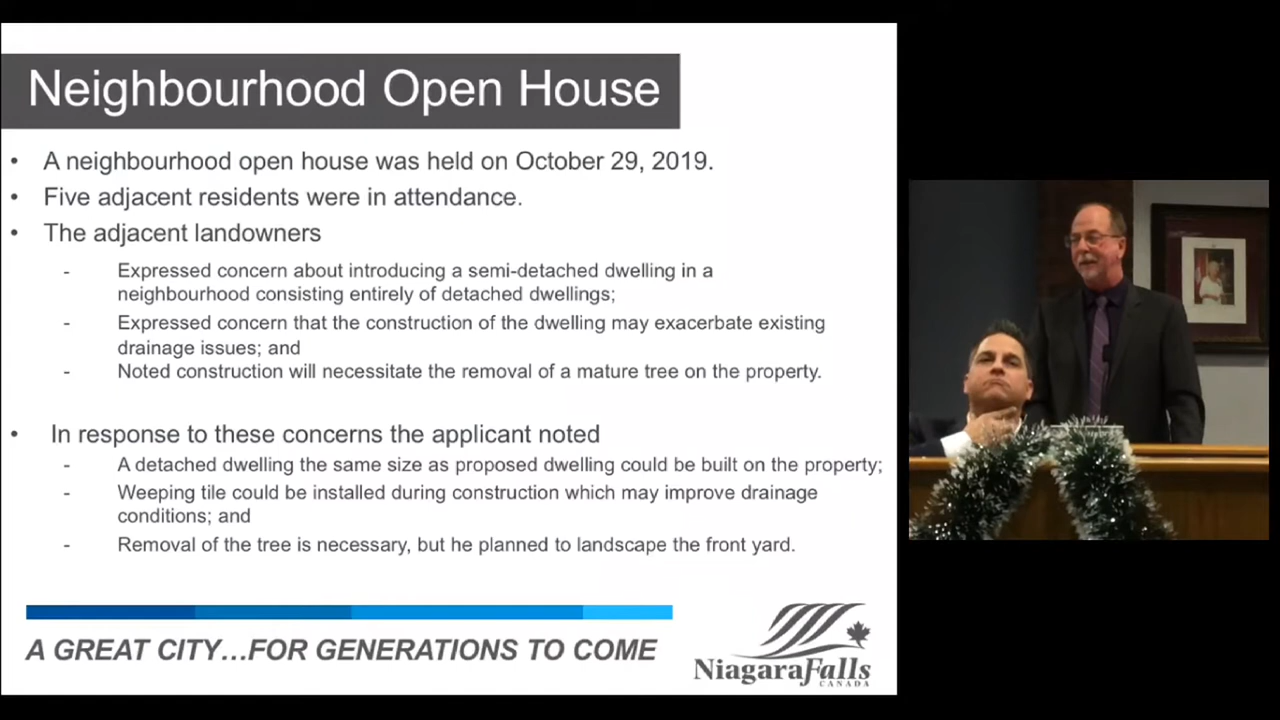 Neighbourhood Open House
• A neighbourhood open house was held on October 29, 2019.
• Five adjacent residents were in attendance.
• The adjacent landowners
- Expressed concern about introducing a semi-detached dwelling in a
neighbourhood consisting entirely of detached dwellings;
- Expressed concern that the construction of the dwelling may exacerbate existing
drainage issues; and
- Noted construction will necessitate the removal of a mature tree on the property.
• In response to these concerns the applicant noted
- A detached dwelling the same size as proposed dwelling could be built on the property;
- Weeping tile could be installed during construction which may improve drainage
conditions; and
- Removal of the tree is necessary, but he planned to landscape the front yard.
A GREAT CITY...FOR GENERATIONS TO COME
NiagaraFalls
CANADA